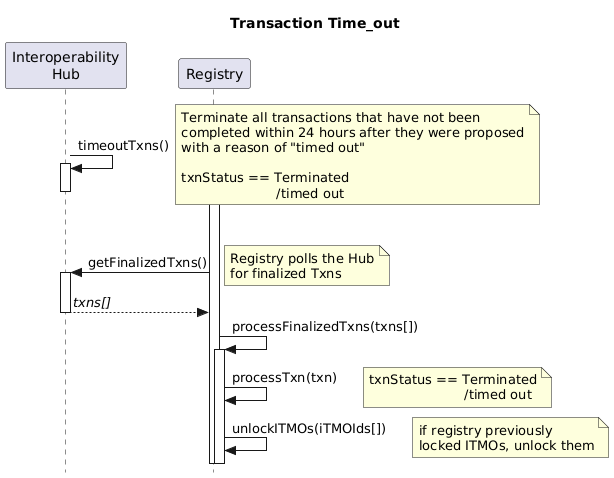 Transaction Time_out
Interoperability
Hub
Registry
Terminate all transactions that have not been
completed within 24 hours after they were proposed
with a reason of "timed out"
txnStatus == Terminated
/timed out
timeoutTxns()
Registry polls the Hub
for finalized Txns
getFinalizedTxns()
txns[]
processFinalizedTxns(txns[])
processTxn(txn)
txnStatus == Terminated
/timed out
unlockITMOs(iTMOIds[])
if registry previously
locked ITMOs, unlock them